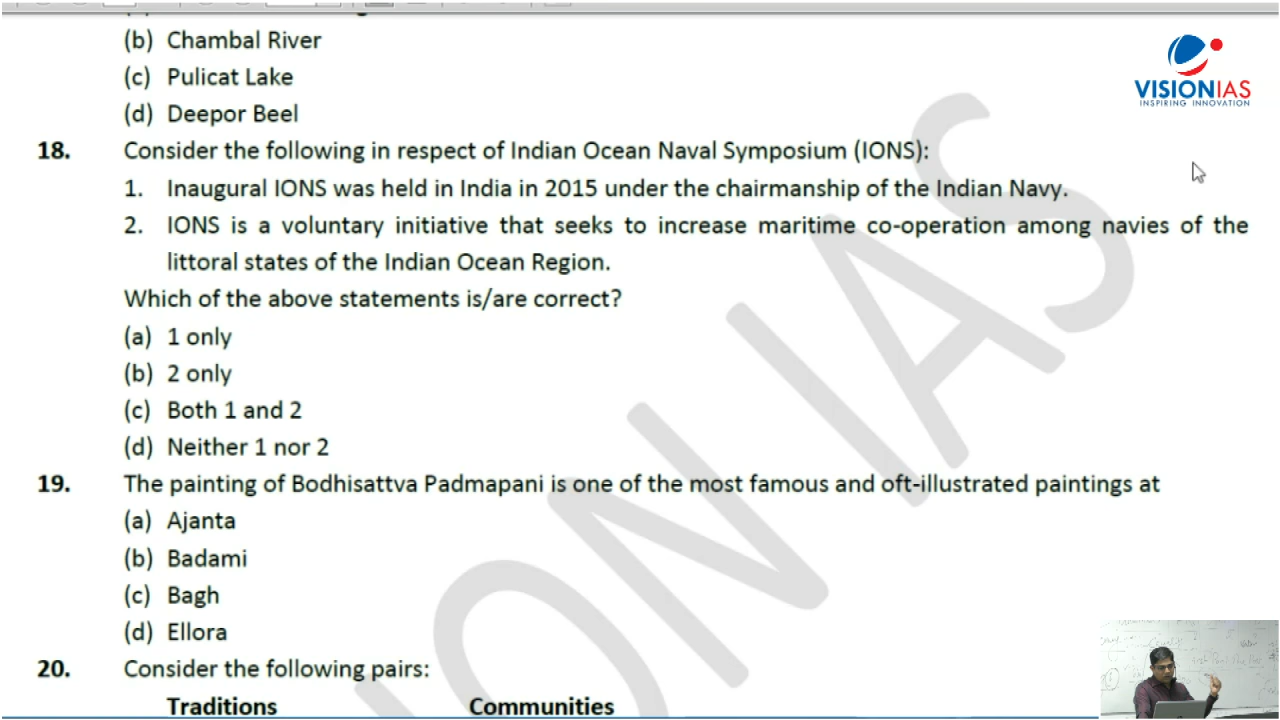 (b) Chambal River
(c) Pulicat Lake
(d) Deepor Beel
VISIONIAS
INSPIRING INNOVATION
18. Consider the following in respect of Indian Ocean Naval Symposium (IONS):
1. Inaugural IONS was held in India in 2015 under the chairmanship of the Indian Navy.
2. IONS is a voluntary initiative that seeks to increase maritime co-operation among navies of the
littoral states of the Indian Ocean Region.
Which of the above statements is/are correct?
(a) 1 only
(b) 2 only
(c) Both 1 and 2
(d) Neither 1 nor 2
19. The painting of Bodhisattva Padmapani is one of the most famous and oft-illustrated paintings at
(a) Ajanta
(b) Badami
(c) Bagh
(d) Ellora
20. Consider the following pairs:
Traditions Communities
ION IAS